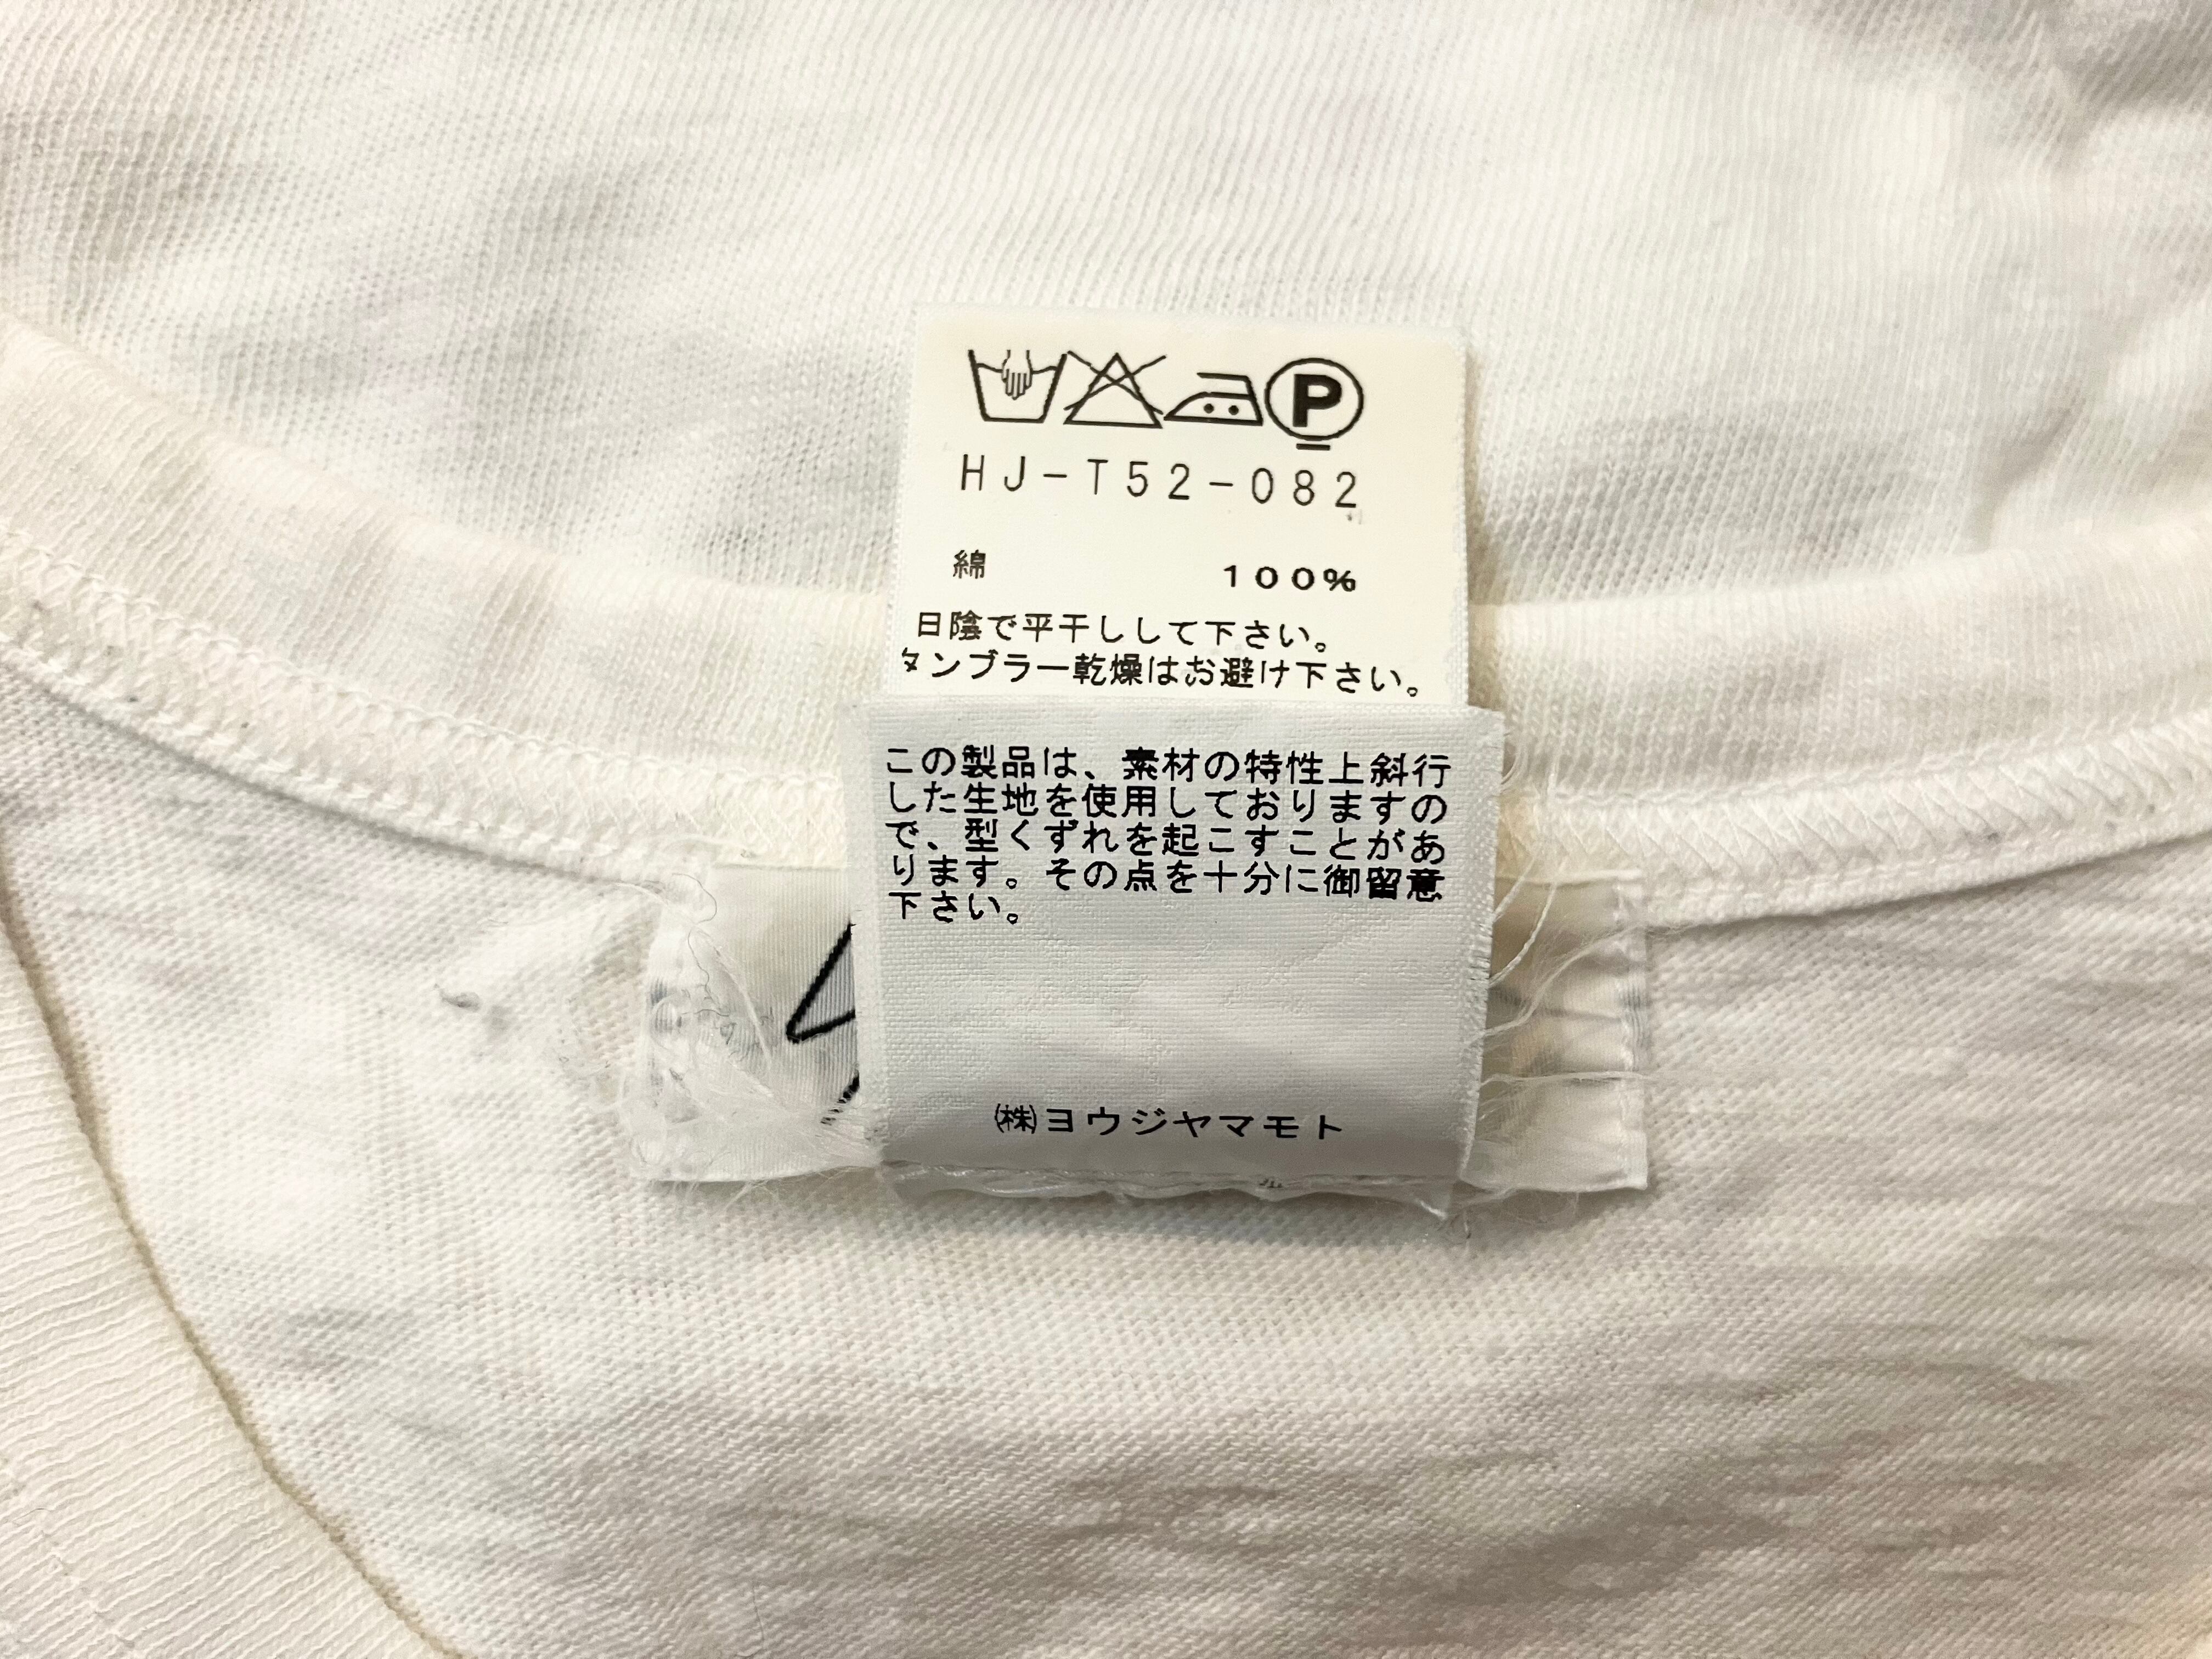 P
HJ-T52-082
綿 100%
日陰で平干しして下さい。
タンブラー乾燥はお避け下さい。
この製品は、素材の特性上斜行
した生地を使用しておりますの
で、型くずれを起こすことがあ
ります。その点を十分に御留意
下さい。
㈱ヨウジヤマモト